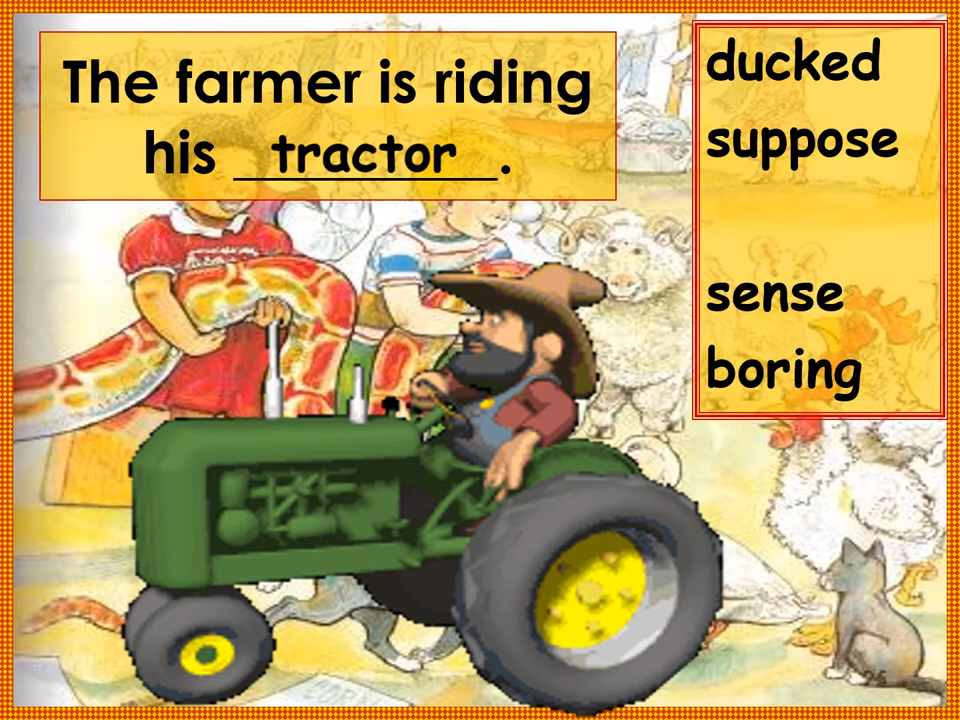 The farmer is riding
his tractor.
ducked
suppose
sense
boring